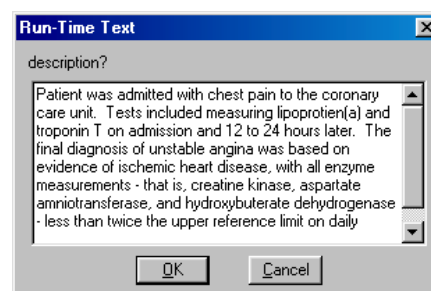 Run-Time Text
description?
Patient was admitted with chest pain to the coronary
care unit. Tests included measuring lipoprotien(a) and
troponin T on admission and 12 to 24 hours later. The
final diagnosis of unstable angina was based on
evidence of ischemic heart disease, with all enzyme
measurements - that is, creatine kinase, aspartate
amniotransferase, and hydroxybuterate dehydrogenase
- less than twice the upper reference limit on daily
OK Cancel